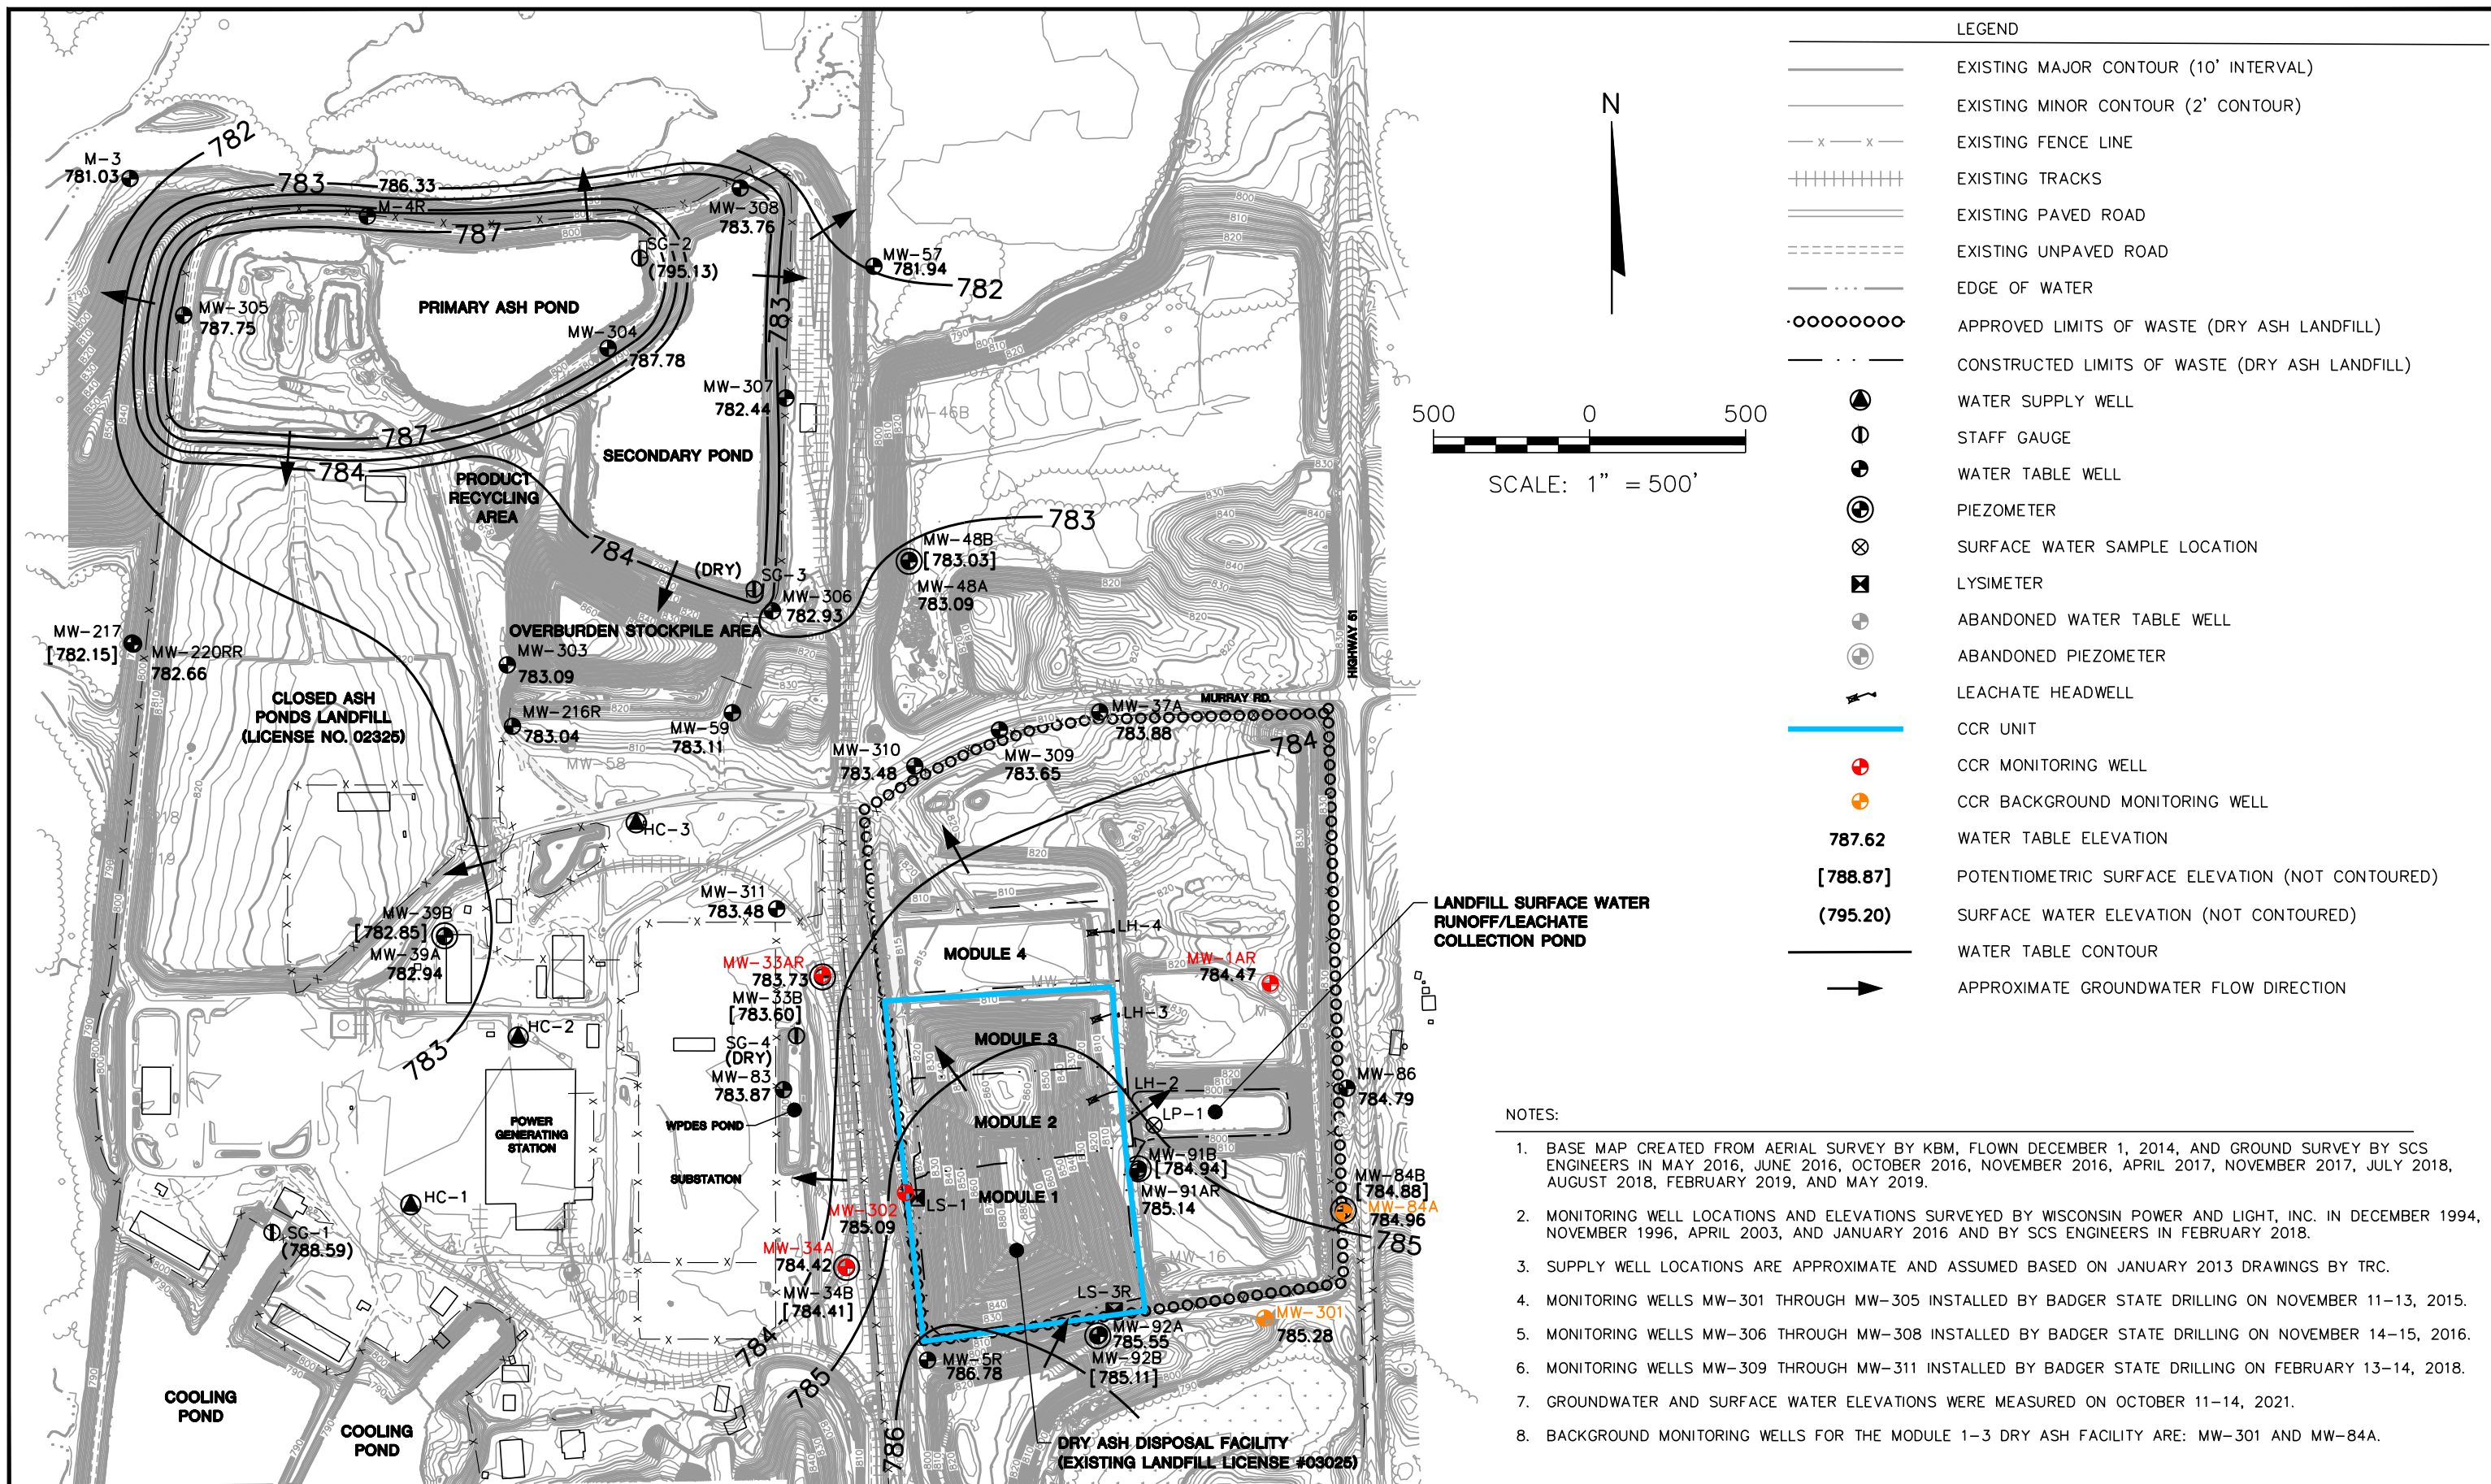 LEGEND
EXISTING MAJOR CONTOUR (10' INTERVAL)
EXISTING MINOR CONTOUR (2' CONTOUR)
EXISTING FENCE LINE
EXISTING TRACKS
EXISTING PAVED ROAD
EXISTING UNPAVED ROAD
EDGE OF WATER
APPROVED LIMITS OF WASTE (DRY ASH LANDFILL)
CONSTRUCTED LIMITS OF WASTE (DRY ASH LANDFILL)
WATER SUPPLY WELL
STAFF GAUGE
WATER TABLE WELL
PIEZOMETER
SURFACE WATER SAMPLE LOCATION
LYSIMETER
ABANDONED WATER TABLE WELL
ABANDONED PIEZOMETER
LEACHATE HEADWELL
CCR UNIT
CCR MONITORING WELL
CCR BACKGROUND MONITORING WELL
787.62 WATER TABLE ELEVATION
[788.87] POTENTIOMETRIC SURFACE ELEVATION (NOT CONTOURED)
(795.20) SURFACE WATER ELEVATION (NOT CONTOURED)
WATER TABLE CONTOUR
APPROXIMATE GROUNDWATER FLOW DIRECTION
N
500 0 500
SCALE: 1" = 500'
782
M-3
781.03
783
786.33
M-4R
787
MW-308
783.76
SG-2
(795.13)
MW-57
781.94
782
MW-305
787.75
PRIMARY ASH POND
MW-304
787.78
783
MW-307
782.44
MW-46B
787
784
SECONDARY POND
PRODUCT
RECYCLING
AREA
784
783
MW-48B
[783.03]
MW-48A
783.09
(DRY)
SG-3
MW-306
782.93
OVERBURDEN STOCKPILE AREA
MW-217
[782.15]
MW-220RR
782.66
MW-303
783.09
HIGHWAY 61
CLOSED ASH
PONDS LANDFILL
(LICENSE NO. 02325)
MW-216R
783.04
MW-59
783.11
MW-58
MURRAY RD.
MW-37A
783.88
MW-310
783.48
MW-309
783.65
784
HC-3
MW-311
783.48
MW-39B
[782.85]
MW-39A
782.94
LH-4
MODULE 4
LANDFILL SURFACE WATER
RUNOFF/LEACHATE
COLLECTION POND
MW-33AR
783.73
MW-33B
[783.60]
MW-1AR
784.47
HC-2
783
SG-4
(DRY)
LH-3
MODULE 3
MW-83
783.87
WPDES POND
LH-2
LP-1
MW-86
784.79
MODULE 2
POWER
GENERATING
STATION
SUBSTATION
MW-91B
[784.94]
MW-91AR
785.14
MODULE 1
LS-1
MW-302
785.09
MW-84B
[784.88]
MW-84A
784.96
785
HC-1
SG-1
(788.59)
MW-40A
MW-40B
MW-34A
784.42
MW-34B
[784.41]
MW-16
LS-3R
MW-301
785.28
MW-92A
785.55
MW-92B
[785.11]
784
785
786
MW-5R
786.78
COOLING
POND
COOLING
POND
DRY ASH DISPOSAL FACILITY
(EXISTING LANDFILL LICENSE #03025)
NOTES:
1. BASE MAP CREATED FROM AERIAL SURVEY BY KBM, FLOWN DECEMBER 1, 2014, AND GROUND SURVEY BY SCS
ENGINEERS IN MAY 2016, JUNE 2016, OCTOBER 2016, NOVEMBER 2016, APRIL 2017, NOVEMBER 2017, JULY 2018,
AUGUST 2018, FEBRUARY 2019, AND MAY 2019.
2. MONITORING WELL LOCATIONS AND ELEVATIONS SURVEYED BY WISCONSIN POWER AND LIGHT, INC. IN DECEMBER 1994,
NOVEMBER 1996, APRIL 2003, AND JANUARY 2016 AND BY SCS ENGINEERS IN FEBRUARY 2018.
3. SUPPLY WELL LOCATIONS ARE APPROXIMATE AND ASSUMED BASED ON JANUARY 2013 DRAWINGS BY TRC.
4. MONITORING WELLS MW-301 THROUGH MW-305 INSTALLED BY BADGER STATE DRILLING ON NOVEMBER 11-13, 2015.
5. MONITORING WELLS MW-306 THROUGH MW-308 INSTALLED BY BADGER STATE DRILLING ON NOVEMBER 14-15, 2016.
6. MONITORING WELLS MW-309 THROUGH MW-311 INSTALLED BY BADGER STATE DRILLING ON FEBRUARY 13-14, 2018.
7. GROUNDWATER AND SURFACE WATER ELEVATIONS WERE MEASURED ON OCTOBER 11-14, 2021.
8. BACKGROUND MONITORING WELLS FOR THE MODULE 1-3 DRY ASH FACILITY ARE: MW-301 AND MW-84A.